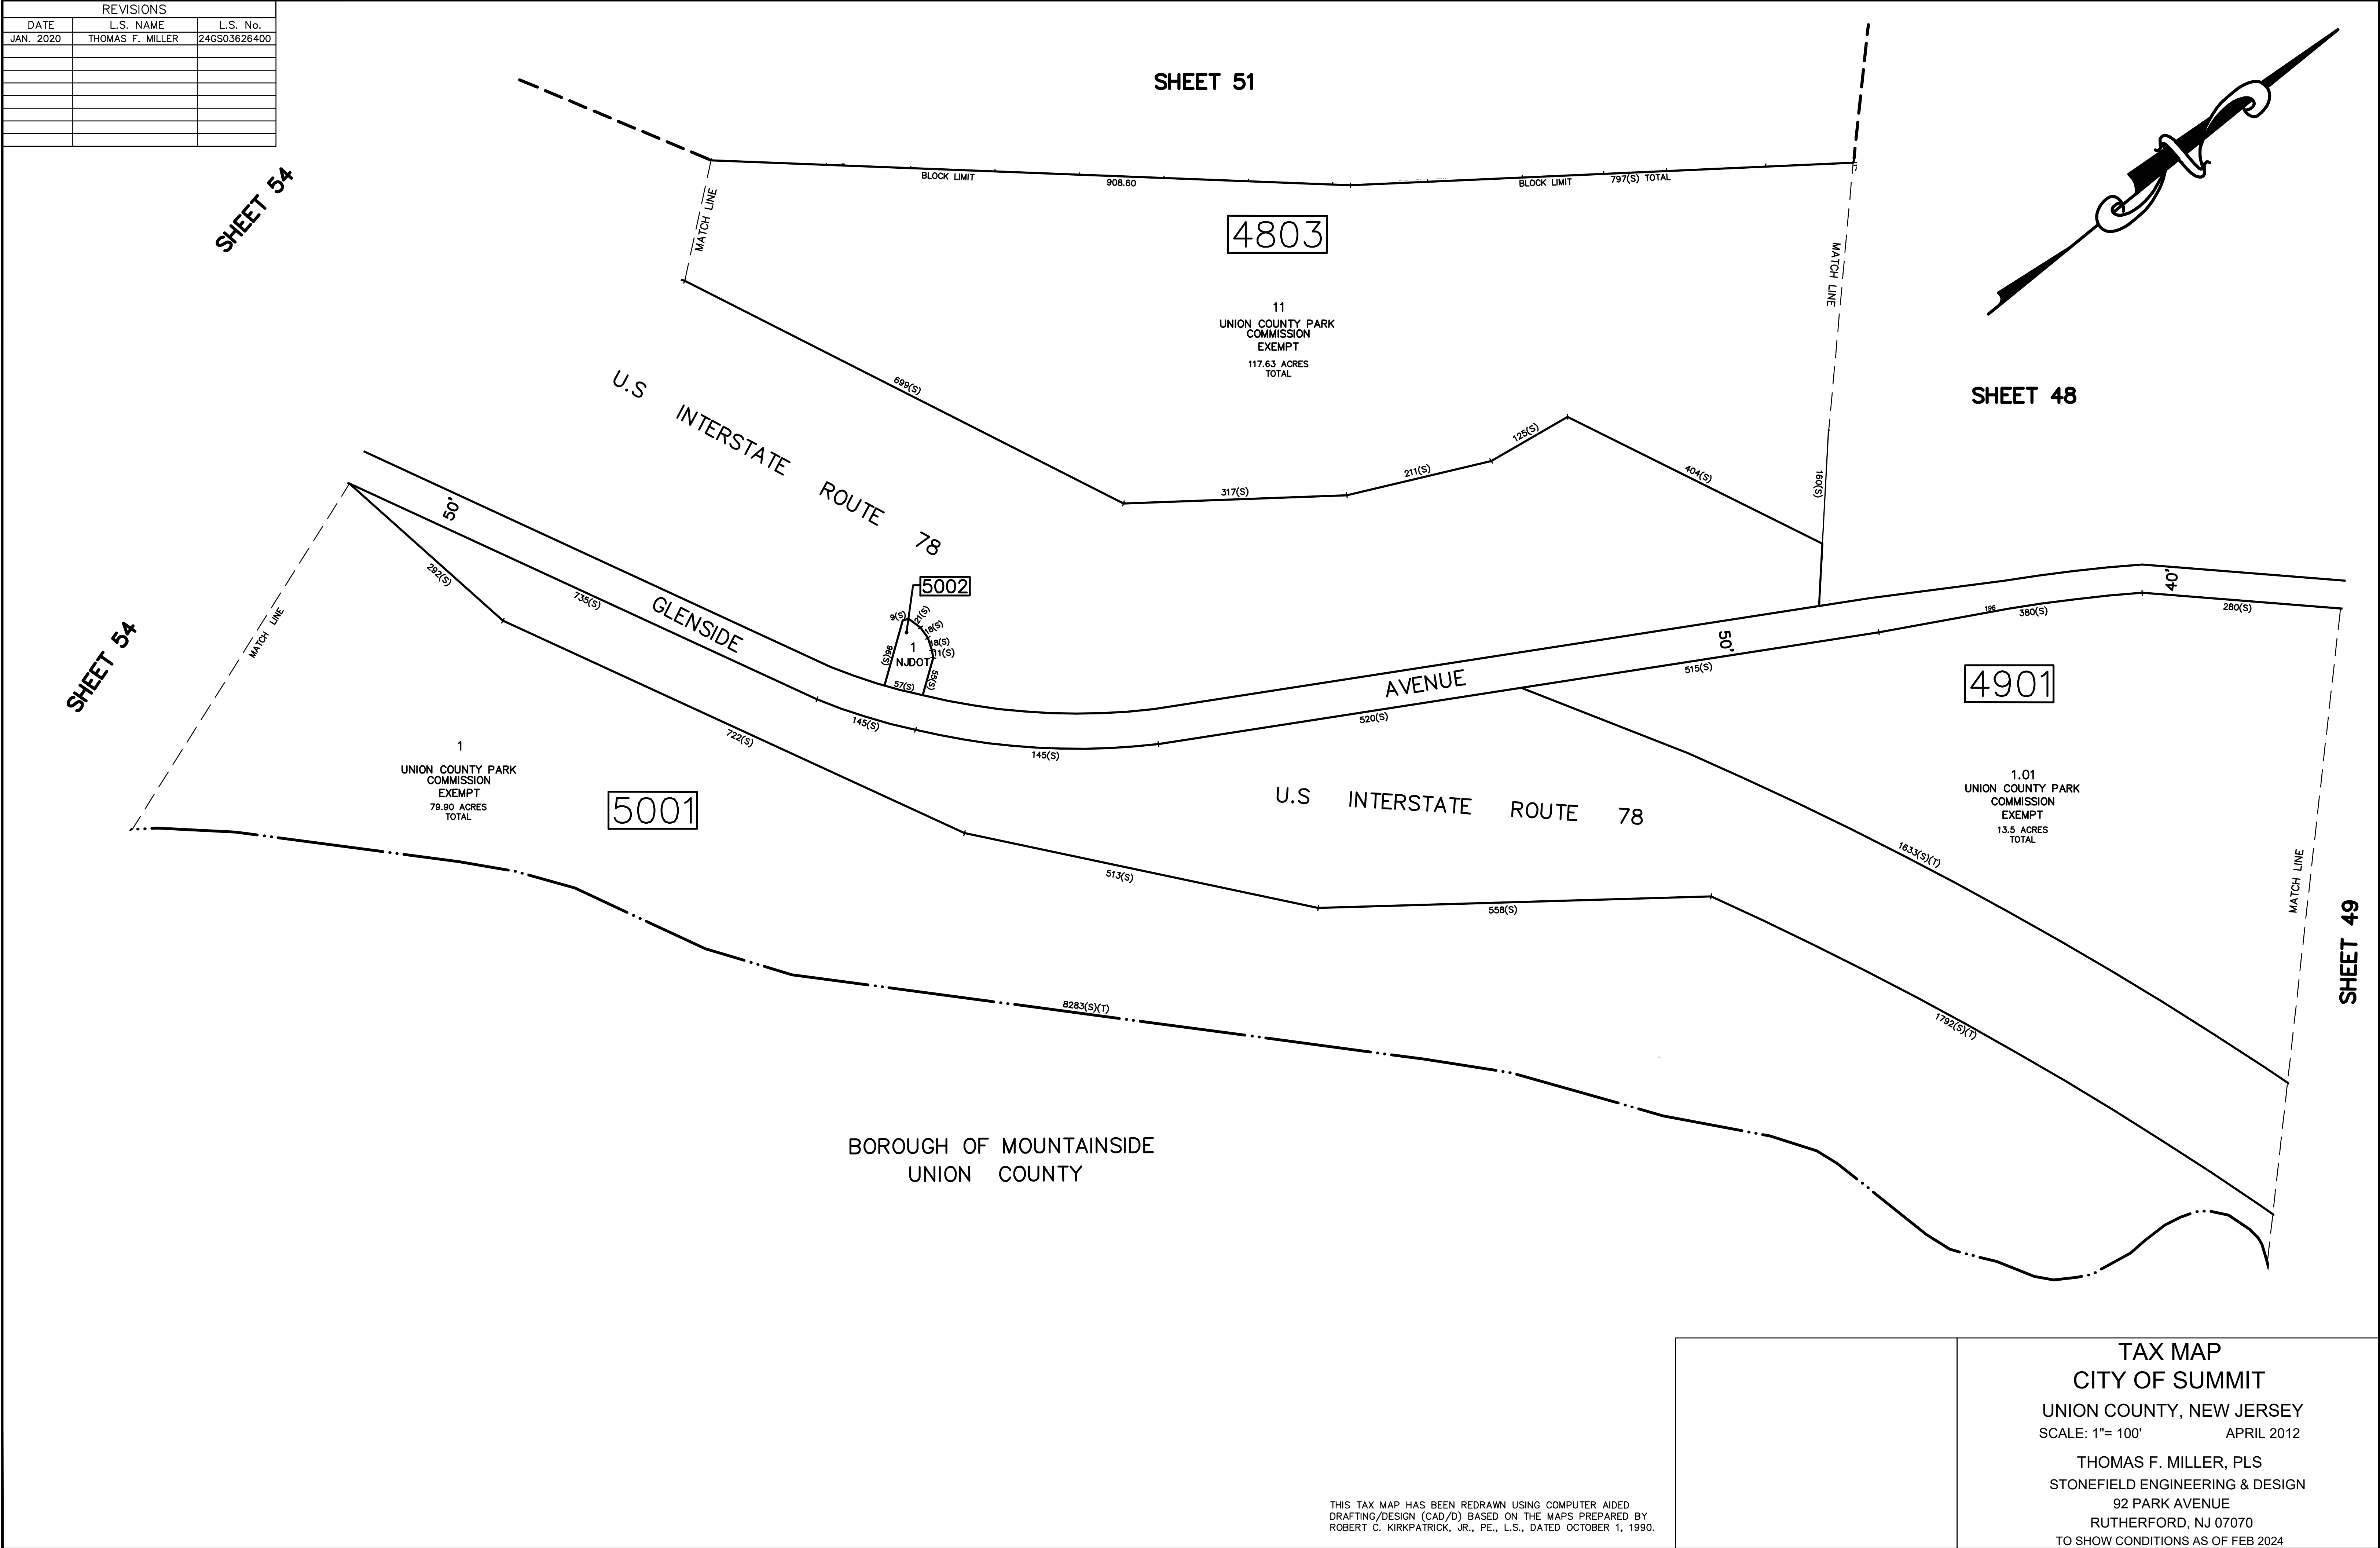 REVISIONS
DATE L.S. NAME L.S. No.
JAN. 2020 THOMAS F. MILLER 24GS03626400
SHEET 51
SHEET 54
BLOCK LIMIT
908.60
BLOCK LIMIT
797(S) TOTAL
MATCH LINE
4803
MATCH LINE
11
UNION COUNTY PARK
COMMISSION
EXEMPT
117.63 ACRES
TOTAL
SHEET 48
699(S)
U.S INTERSTATE ROUTE 78
317(S)
211(S)
125(S)
404(S)
160(S)
50'
292(S)
735(S)
GLENSIDE
5002
9(S)
21(S)
18(S)
18(S)
11(S)
1
NJDOT
96(S)
57(S)
55(S)
SHEET 54
MATCH LINE
145(S)
145(S)
722(S)
AVENUE
520(S)
50'
515(S)
196
380(S)
40'
280(S)
4901
1
UNION COUNTY PARK
COMMISSION
EXEMPT
79.90 ACRES
TOTAL
5001
U.S INTERSTATE ROUTE 78
1.01
UNION COUNTY PARK
COMMISSION
EXEMPT
13.5 ACRES
TOTAL
1633(S)(T)
MATCH LINE
SHEET 49
513(S)
558(S)
1792(S)(T)
8283(S)(T)
BOROUGH OF MOUNTAINSIDE
UNION COUNTY
THIS TAX MAP HAS BEEN REDRAWN USING COMPUTER AIDED
DRAFTING/DESIGN (CAD/D) BASED ON THE MAPS PREPARED BY
ROBERT C. KIRKPATRICK, JR., PE., L.S., DATED OCTOBER 1, 1990.
TAX MAP
CITY OF SUMMIT
UNION COUNTY, NEW JERSEY
SCALE: 1"= 100' APRIL 2012
THOMAS F. MILLER, PLS
STONEFIELD ENGINEERING & DESIGN
92 PARK AVENUE
RUTHERFORD, NJ 07070
TO SHOW CONDITIONS AS OF FEB 2024